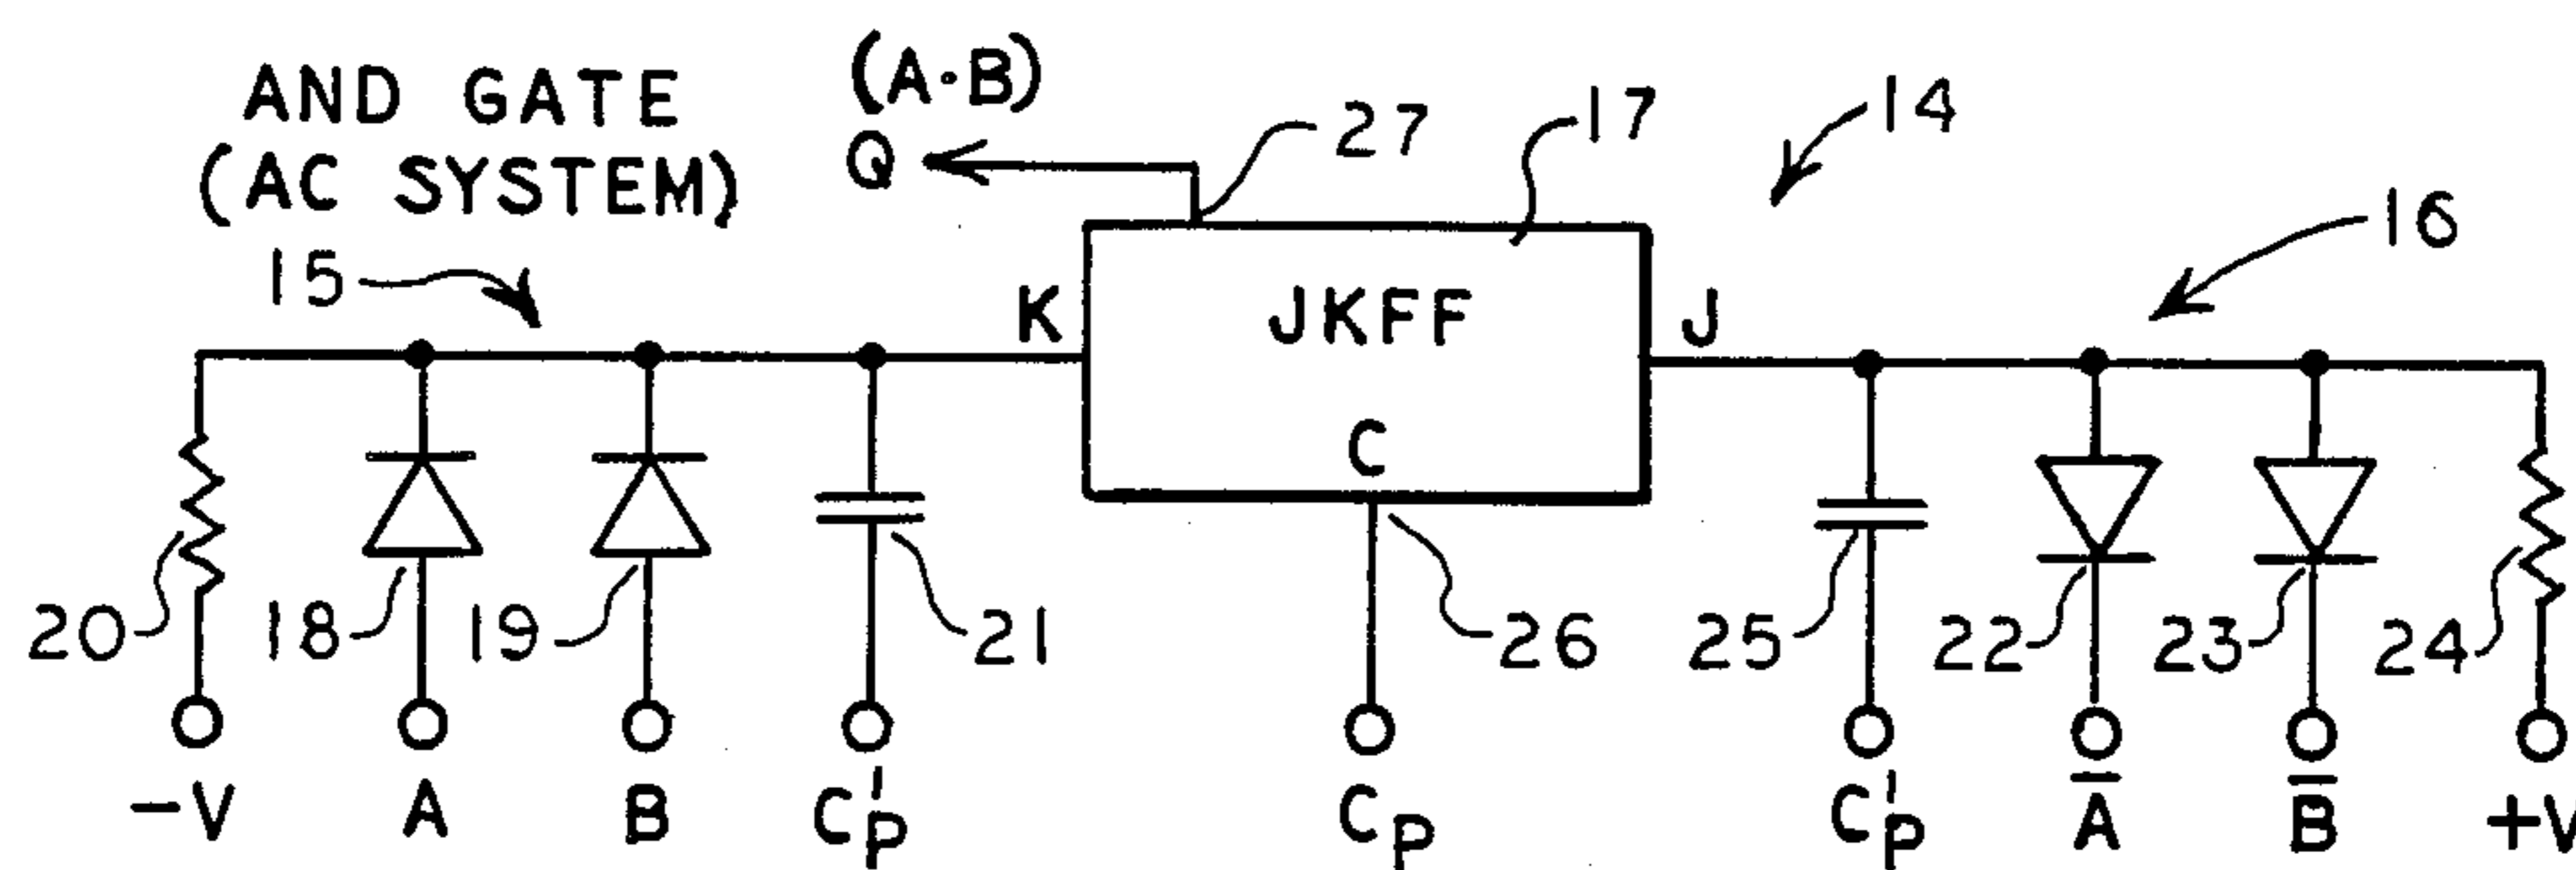 AND GATE
(AC SYSTEM)
(A·B)
Q
27
17
14
15
16
K
JKFF
J
C
20
18
19
21
26
25
22
23
24
−V
A
B
C'P
CP
C'P
A̅
B̅
+V